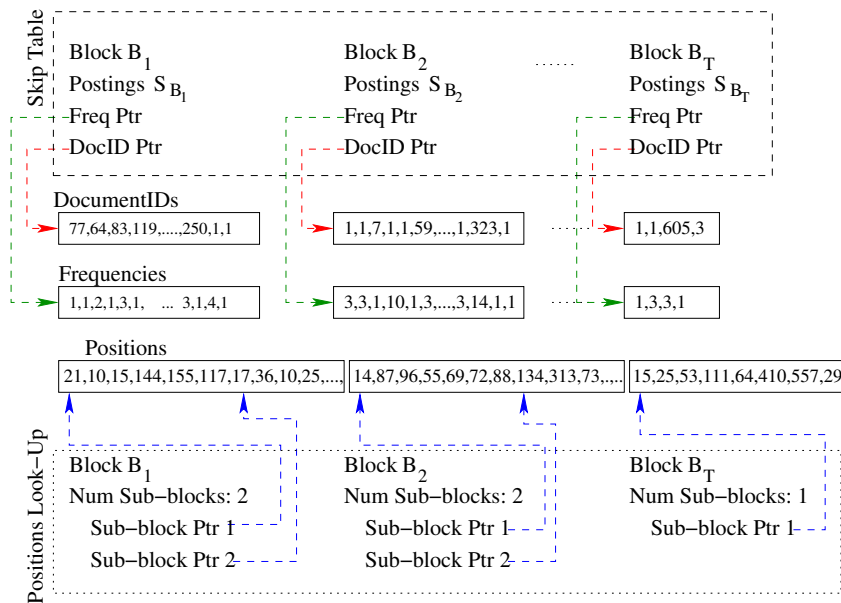 Skip Table
Block B1 Block B2 ...... Block BT
Postings SB1 Postings SB2 Postings SBT
Freq Ptr Freq Ptr Freq Ptr
DocID Ptr DocID Ptr DocID Ptr
DocumentIDs
77,64,83,119,....,250,1,1 1,1,7,1,1,59,...,1,323,1 1,1,605,3
Frequencies
1,1,2,1,3,1, ... 3,1,4,1 3,3,1,10,1,3,...,3,14,1,1 1,3,3,1
Positions
21,10,15,144,155,117,17,36,10,25,..., 14,87,96,55,69,72,88,134,313,73,..,.. 15,25,53,111,64,410,557,29
Positions Look-Up
Block B1 Block B2 Block BT
Num Sub-blocks: 2 Num Sub-blocks: 2 Num Sub-blocks: 1
Sub-block Ptr 1 Sub-block Ptr 1 Sub-block Ptr 1
Sub-block Ptr 2 Sub-block Ptr 2